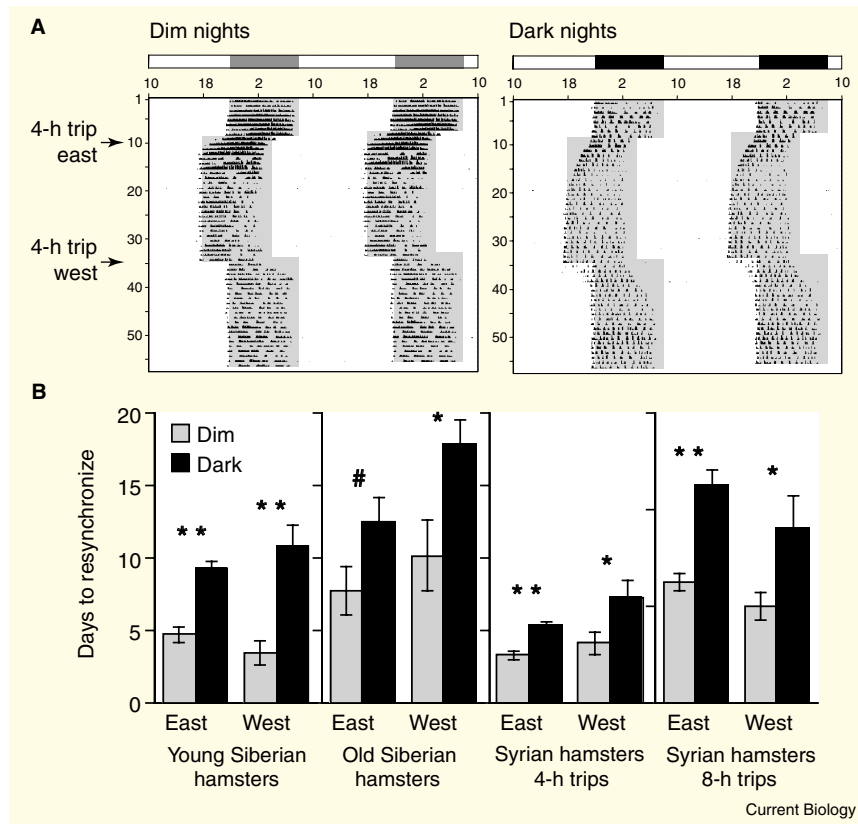 A
Dim nights
Dark nights
10 18 2 10 18 2 10
10 18 2 10 18 2 10
1
10
20
30
40
50
1
10
20
30
40
50
4-h trip
east
4-h trip
west
B
Days to resynchronize
20
15
10
5
0
Dim
Dark
* *
* *
#
*
* *
*
* *
*
East West East West East West East West
Young Siberian
hamsters
Old Siberian
hamsters
Syrian hamsters
4-h trips
Syrian hamsters
8-h trips
Current Biology